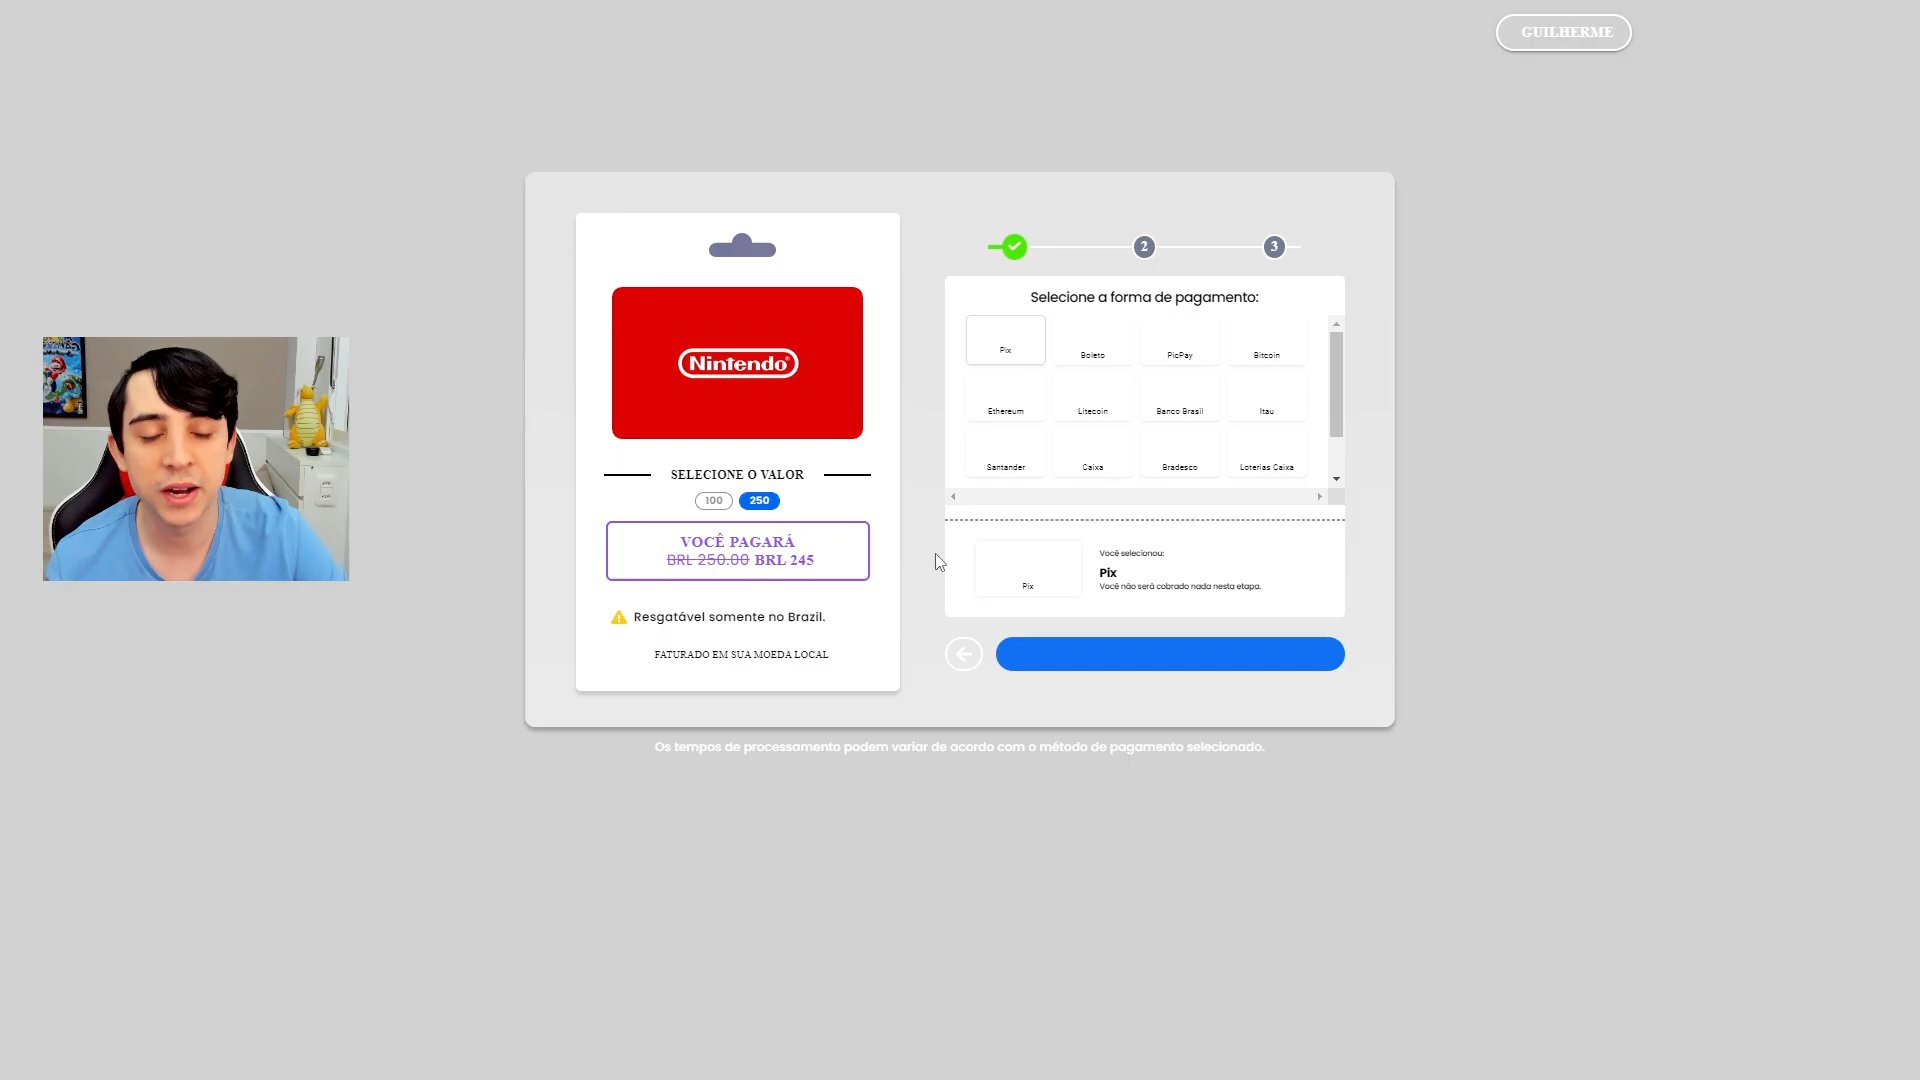 GUILHERME
Nintendo
SELECIONE O VALOR
100 250
VOCÊ PAGARÁ
BRL 250.00 BRL 245
Resgatável somente no Brazil.
FATURADO EM SUA MOEDA LOCAL
2 3
Selecione a forma de pagamento:
Pix Boleto PicPay Bitcoin
Ethereum Litecoin Banco Brasil Itau
Santander Caixa Bradesco Loterias Caixa
Pix
Você selecionou:
Pix
Você não será cobrado nada nesta etapa.
Os tempos de processamento podem variar de acordo com o método de pagamento selecionado.